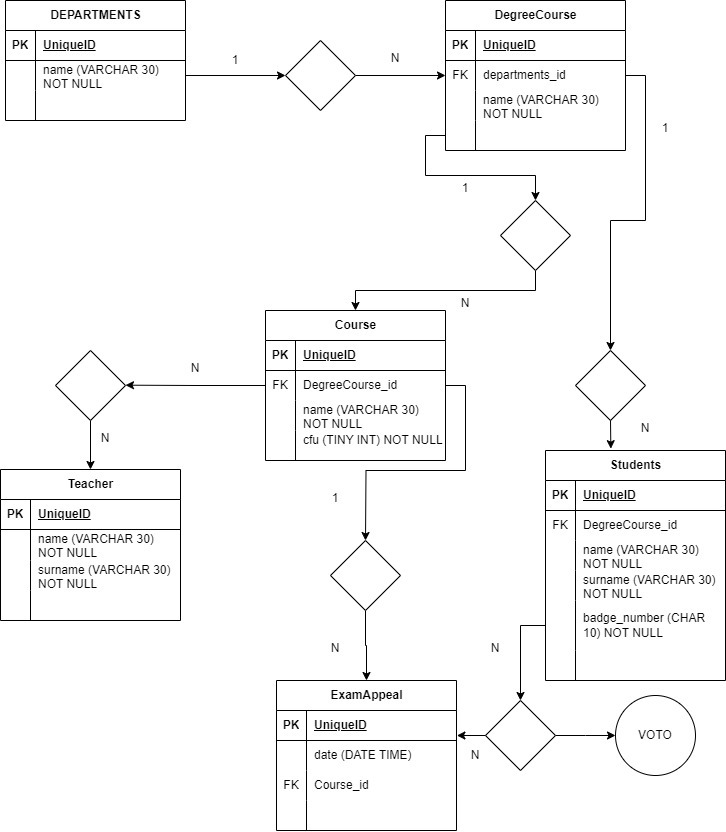 DEPARTMENTS
PK UniqueID
name (VARCHAR 30)
NOT NULL
1
N
DegreeCourse
PK UniqueID
FK departments_id
name (VARCHAR 30)
NOT NULL
1
1
N
Course
PK UniqueID
FK DegreeCourse_id
name (VARCHAR 30)
NOT NULL
cfu (TINY INT) NOT NULL
N
N
Teacher
PK UniqueID
name (VARCHAR 30)
NOT NULL
surname (VARCHAR 30)
NOT NULL
1
N
N
Students
PK UniqueID
FK DegreeCourse_id
name (VARCHAR 30)
NOT NULL
surname (VARCHAR 30)
NOT NULL
badge_number (CHAR
10) NOT NULL
N
N
VOTO
ExamAppeal
PK UniqueID
date (DATE TIME)
FK Course_id